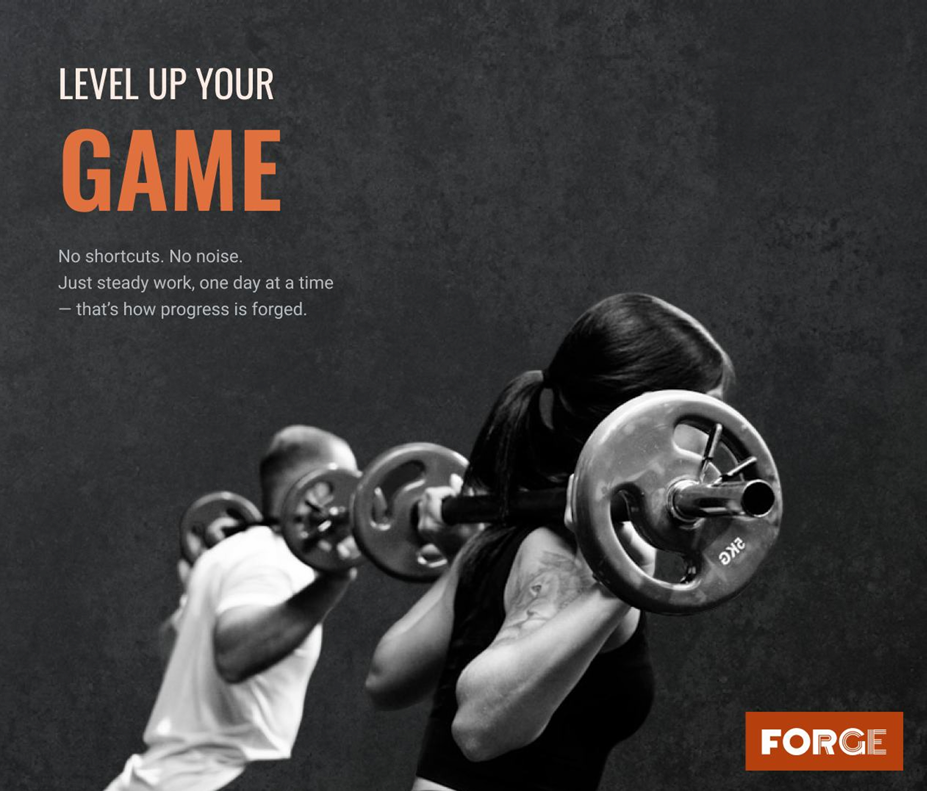 LEVEL UP YOUR
GAME
No shortcuts. No noise.
Just steady work, one day at a time
— that’s how progress is forged.
5KG
FORGE